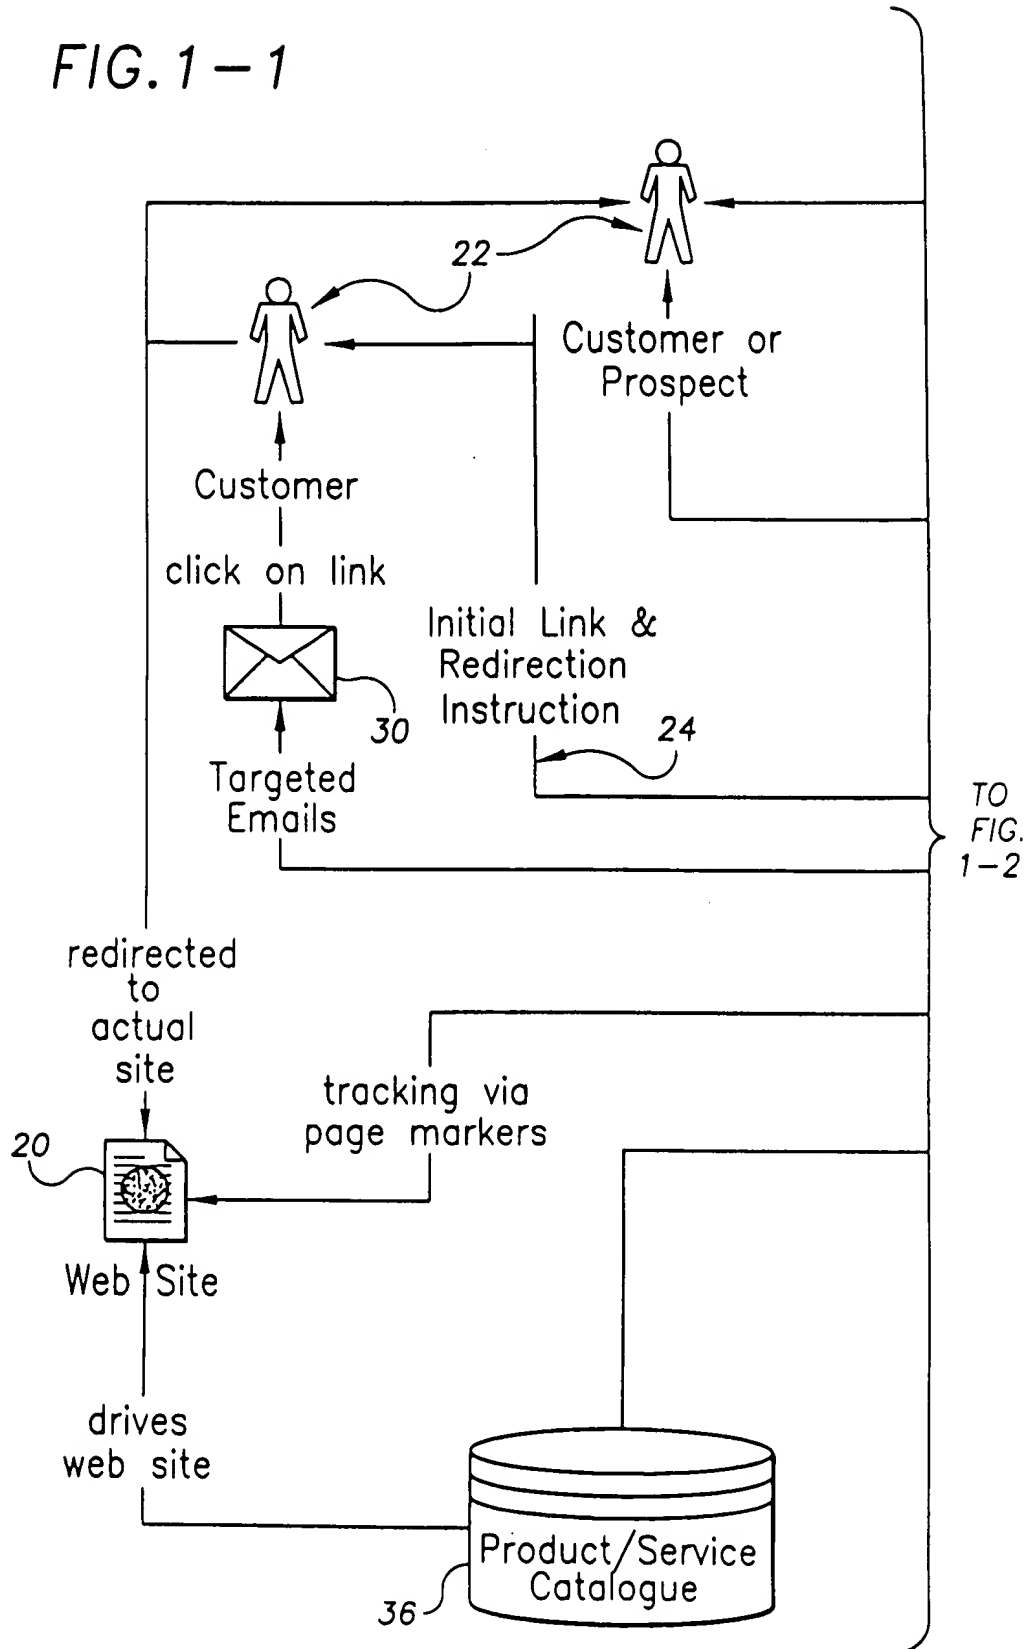 FIG. 1-1
22
Customer or
Prospect
Customer
click on link
Initial Link &
Redirection
Instruction
30
24
Targeted
Emails
TO
FIG.
1-2
redirected
to
actual
site
tracking via
page markers
20
Web Site
drives
web site
Product/Service
Catalogue
36